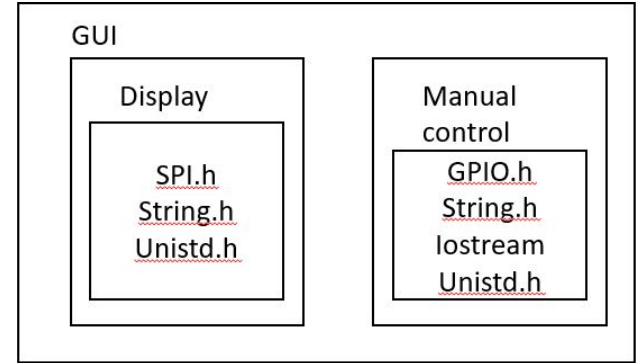 GUI
Display
SPI.h
String.h
Unistd.h
Manual
control
GPIO.h
String.h
Iostream
Unistd.h